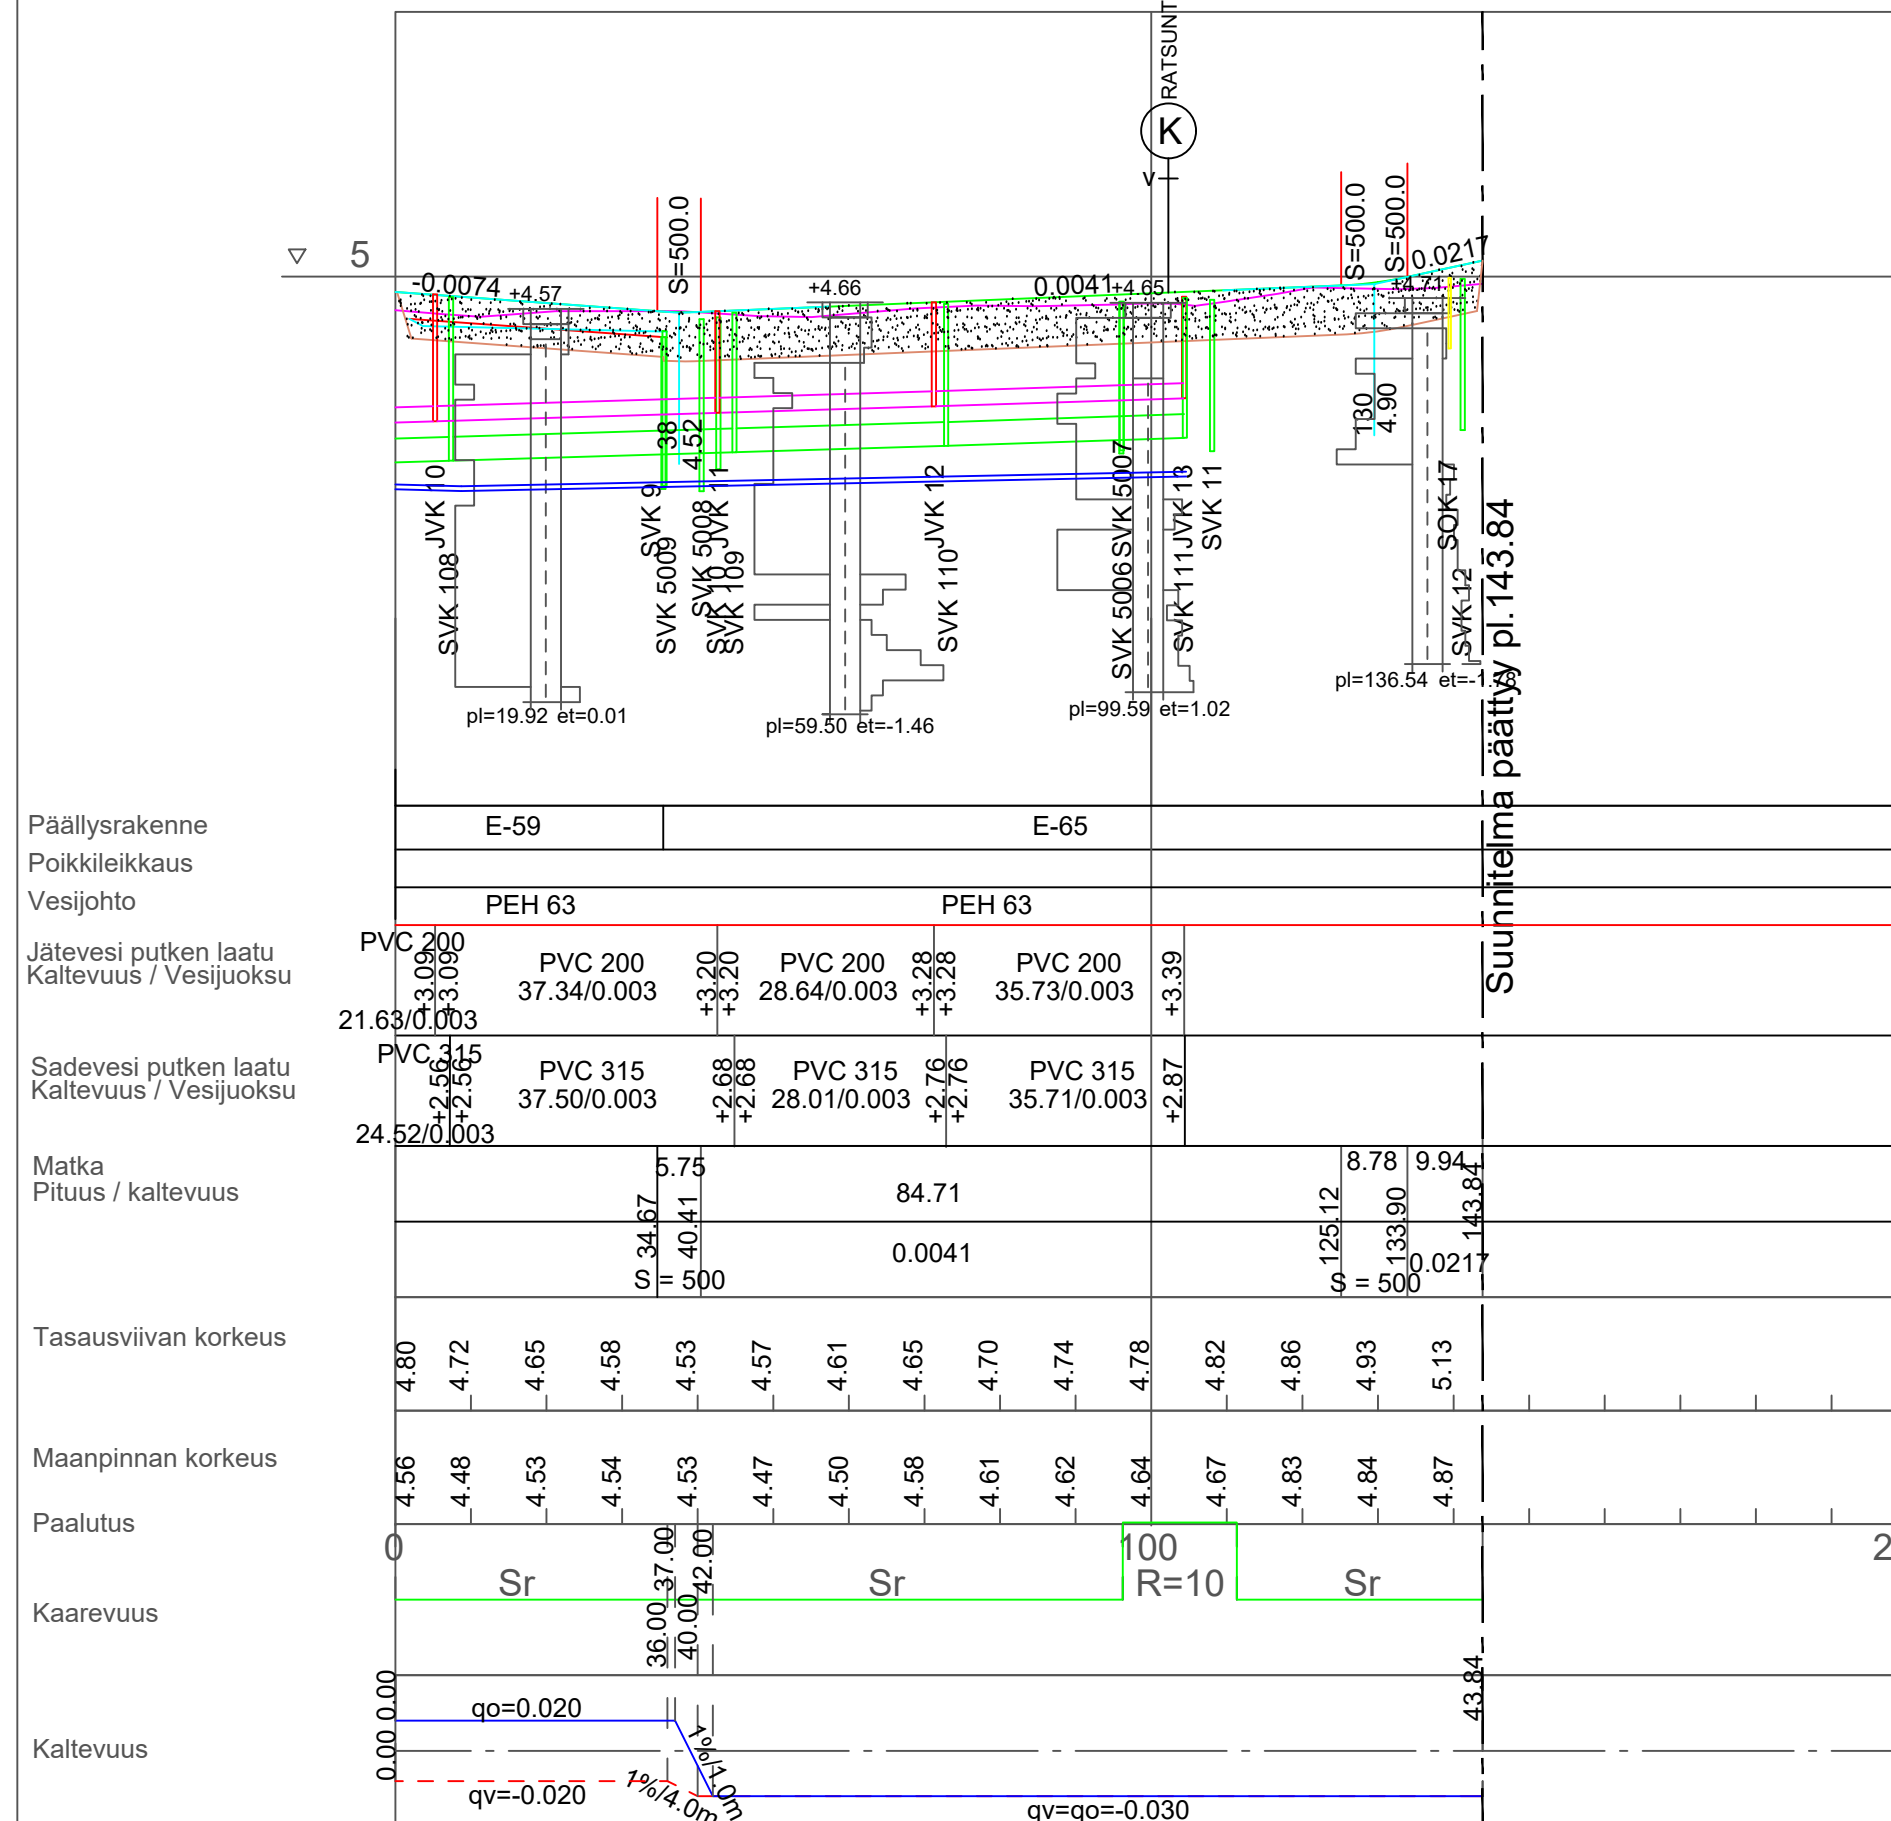 RATSUNT
K
v
5
-0.0074
+4.57
S=500.0
+4.66
0.0041
+4.65
S=500.0
S=500.0
0.0217
+4.71
38
4.52
130
4.90
JVK 10
SVK 108
SVK 9
SVK 5009
SVK 5008
SVK 10
JVK 11
SVK 109
JVK 12
SVK 110
SVK 5006
SVK 5007
SVK 111
JVK 13
SVK 11
SOK 17
SVK 12
pl=19.92 et=0.01
pl=59.50 et=-1.46
pl=99.59 et=1.02
pl=136.54 et=-1.78
Suunnitelma päättyy pl.143.84
Päällysrakenne
E-59
E-65
Poikkileikkaus
Vesijohto
PEH 63
PEH 63
Jätevesi putken laatu
Kaltevuus / Vesijuoksu
PVC 200
21.63/0.003
+3.09
+3.09
PVC 200
37.34/0.003
+3.20
+3.20
PVC 200
28.64/0.003
+3.28
+3.28
PVC 200
35.73/0.003
+3.39
Sadevesi putken laatu
Kaltevuus / Vesijuoksu
PVC 315
24.52/0.003
+2.56
+2.56
PVC 315
37.50/0.003
+2.68
+2.68
PVC 315
28.01/0.003
+2.76
+2.76
PVC 315
35.71/0.003
+2.87
Matka
Pituus / kaltevuus
34.67
5.75
40.41
S = 500
84.71
0.0041
125.12
8.78
133.90
S = 500
9.94
143.84
0.0217
Tasausviivan korkeus
4.80 4.72 4.65 4.58 4.53 4.57 4.61 4.65 4.70 4.74 4.78 4.82 4.86 4.93 5.13
Maanpinnan korkeus
4.56 4.48 4.53 4.54 4.53 4.47 4.50 4.58 4.61 4.62 4.64 4.67 4.83 4.84 4.87
Paalutus
0
100
2
Kaarevuus
Sr
36.00
37.00
40.00
42.00
Sr
R=10
Sr
Kaltevuus
0.00
0.00
qo=0.020
qv=-0.020
1%/4.0m
1%/1.0m
qv=qo=-0.030
43.84